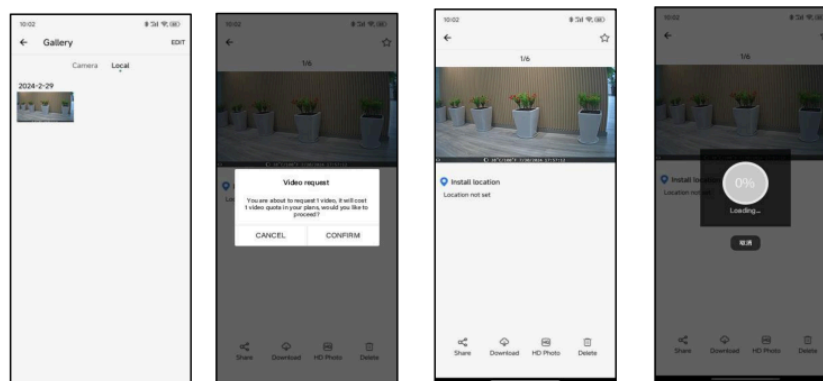 10:02
Gallery
EDIT
Camera Local
2024-2-29
10:02
1/6
Video request
You are about to request 1 video, it will cost
1 video quota in your plans, would you like to
proceed?
CANCEL CONFIRM
Share Download HD Photo Delete
10:02
1/6
Install location
Location not set
Share Download HD Photo Delete
10:02
1/6
Install lo
Location not set
0%
Loading...
取消
Share Download HD Photo Delete